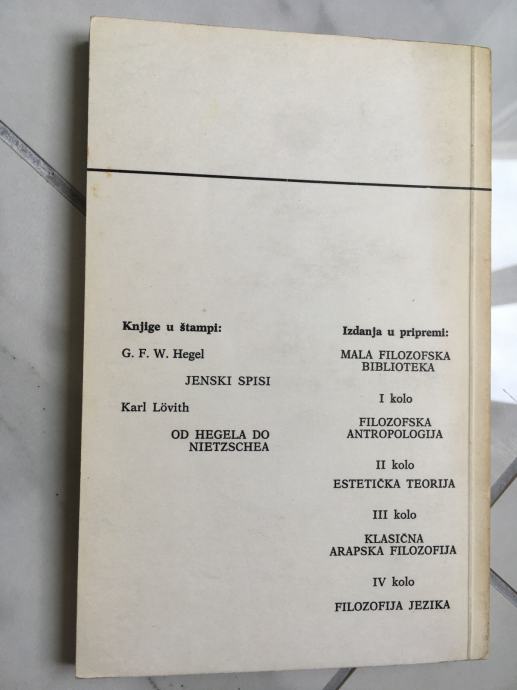 Knjige u štampi:
G. F. W. Hegel
JENSKI SPISI
Karl Lövith
OD HEGELA DO
NIETZSCHEA
Izdanja u pripremi:
MALA FILOZOFSKA
BIBLIOTEKA
I kolo
FILOZOFSKA
ANTROPOLOGIJA
II kolo
ESTETIČKA TEORIJA
III kolo
KLASIČNA
ARAPSKA FILOZOFIJA
IV kolo
FILOZOFIJA JEZIKA